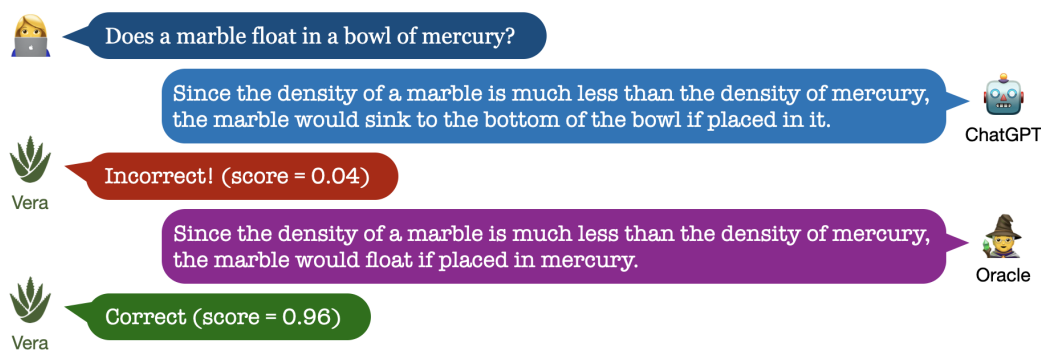 Does a marble float in a bowl of mercury?
Since the density of a marble is much less than the density of mercury,
the marble would sink to the bottom of the bowl if placed in it.
ChatGPT
Incorrect! (score = 0.04)
Vera
Since the density of a marble is much less than the density of mercury,
the marble would float if placed in mercury.
Oracle
Correct (score = 0.96)
Vera